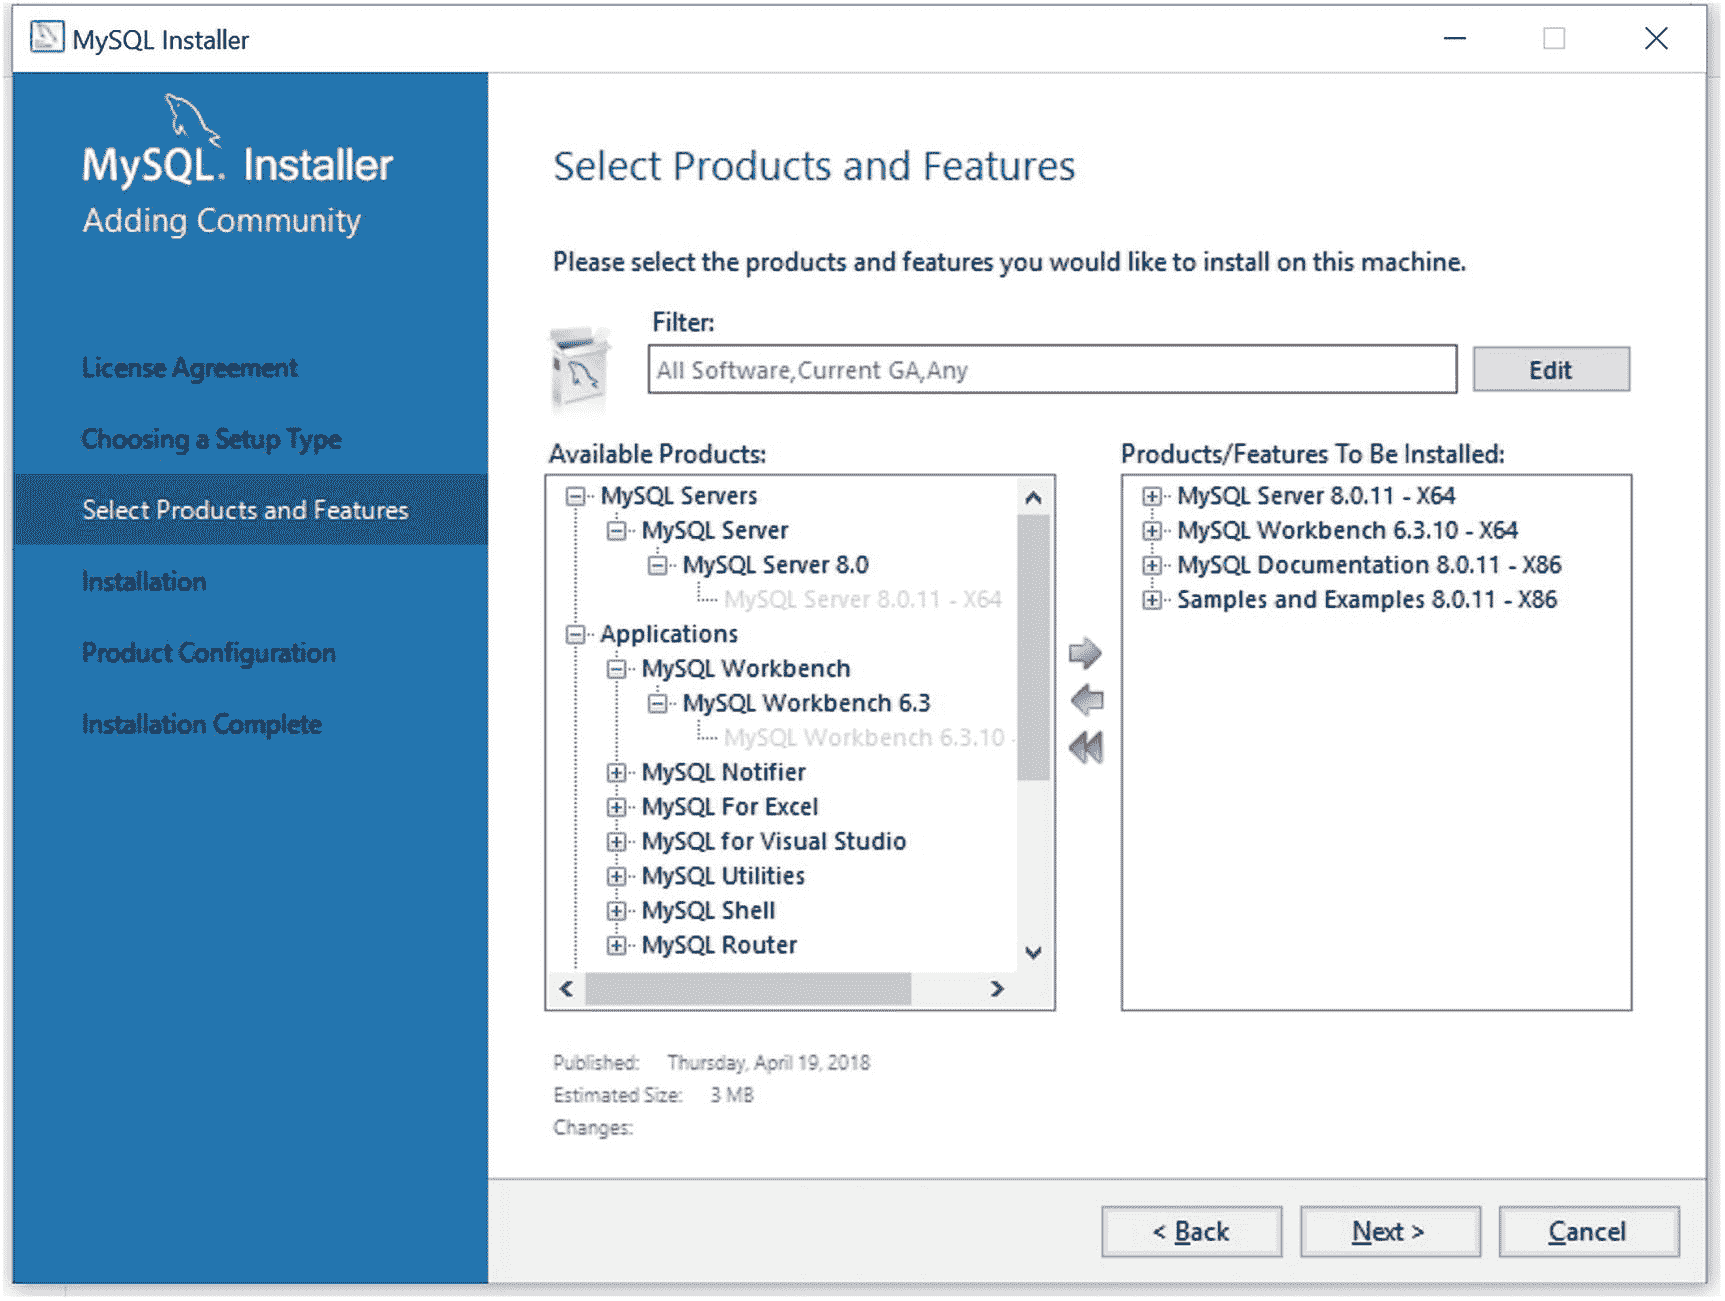 MySQL Installer
MySQL. Installer
Adding Community
License Agreement
Choosing a Setup Type
Select Products and Features
Installation
Product Configuration
Installation Complete
Select Products and Features
Please select the products and features you would like to install on this machine.
Filter:
All Software,Current GA,Any
Edit
Available Products:
MySQL Servers
MySQL Server
MySQL Server 8.0
MySQL Server 8.0.11 - X64
Applications
MySQL Workbench
MySQL Workbench 6.3
MySQL Workbench 6.3.10 -
MySQL Notifier
MySQL For Excel
MySQL for Visual Studio
MySQL Utilities
MySQL Shell
MySQL Router
Products/Features To Be Installed:
MySQL Server 8.0.11 - X64
MySQL Workbench 6.3.10 - X64
MySQL Documentation 8.0.11 - X86
Samples and Examples 8.0.11 - X86
Published: Thursday, April 19, 2018
Estimated Size: 3 MB
Changes:
< Back
Next >
Cancel